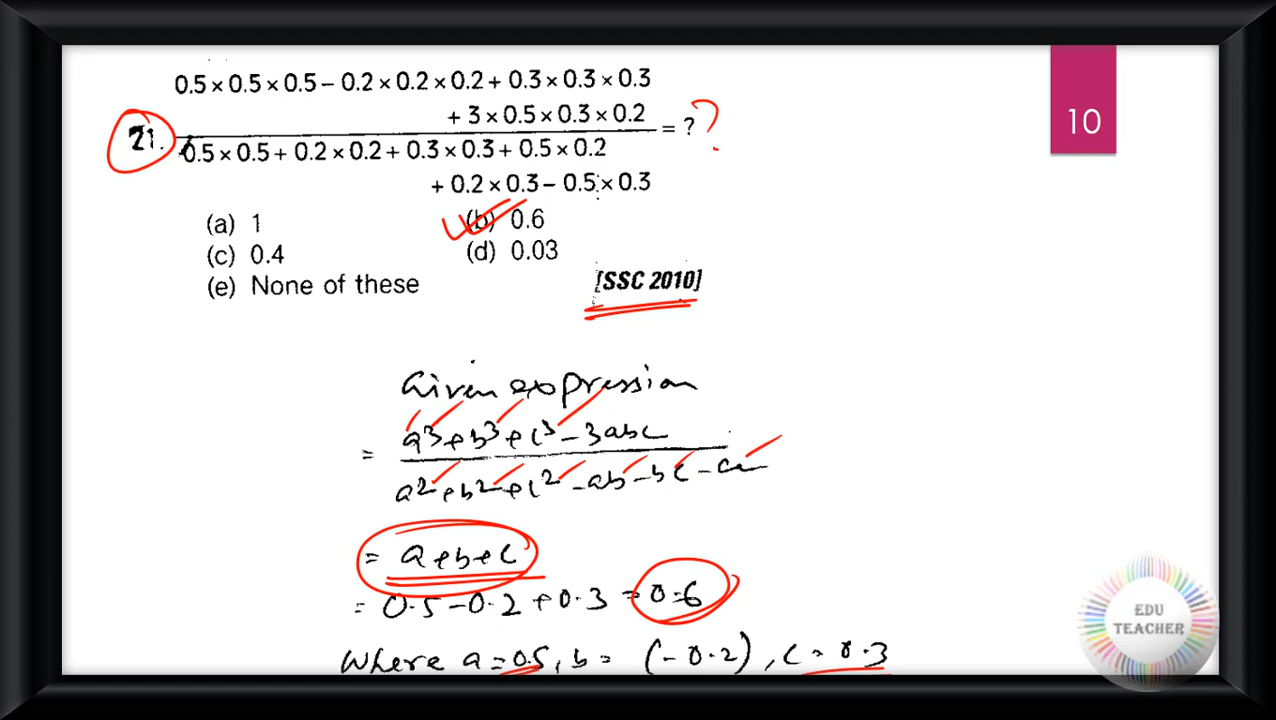 10
0.5 × 0.5 × 0.5 – 0.2 × 0.2 × 0.2 + 0.3 × 0.3 × 0.3
+ 3 × 0.5 × 0.3 × 0.2
21. = ? ?
0.5 × 0.5 + 0.2 × 0.2 + 0.3 × 0.3 + 0.5 × 0.2
+ 0.2 × 0.3 – 0.5 × 0.3
(a) 1 (b) 0.6
(c) 0.4 (d) 0.03
(e) None of these [SSC 2010]
Given expression
= a³+b³+c³–3abc
a²+b²+c²–ab–bc–ca
= a+b+c
= 0.5–0.2+0.3 = 0.6
Where a=0.5, b= (–0.2), c= 0.3
EDU
TEACHER